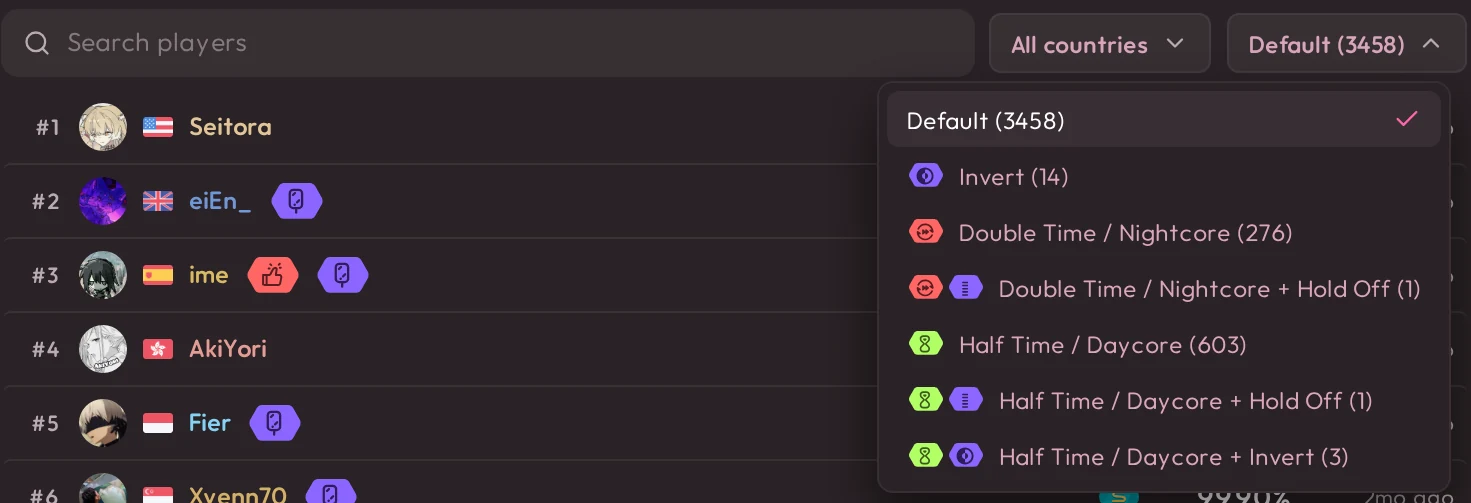 Search players
All countries
Default (3458)
#1 Seitora
#2 eiEn_
#3 ime
#4 AkiYori
#5 Fier
#6 Xyenn70
Default (3458)
Invert (14)
Double Time / Nightcore (276)
Double Time / Nightcore + Hold Off (1)
Half Time / Daycore (603)
Half Time / Daycore + Hold Off (1)
Half Time / Daycore + Invert (3)
2mo ago